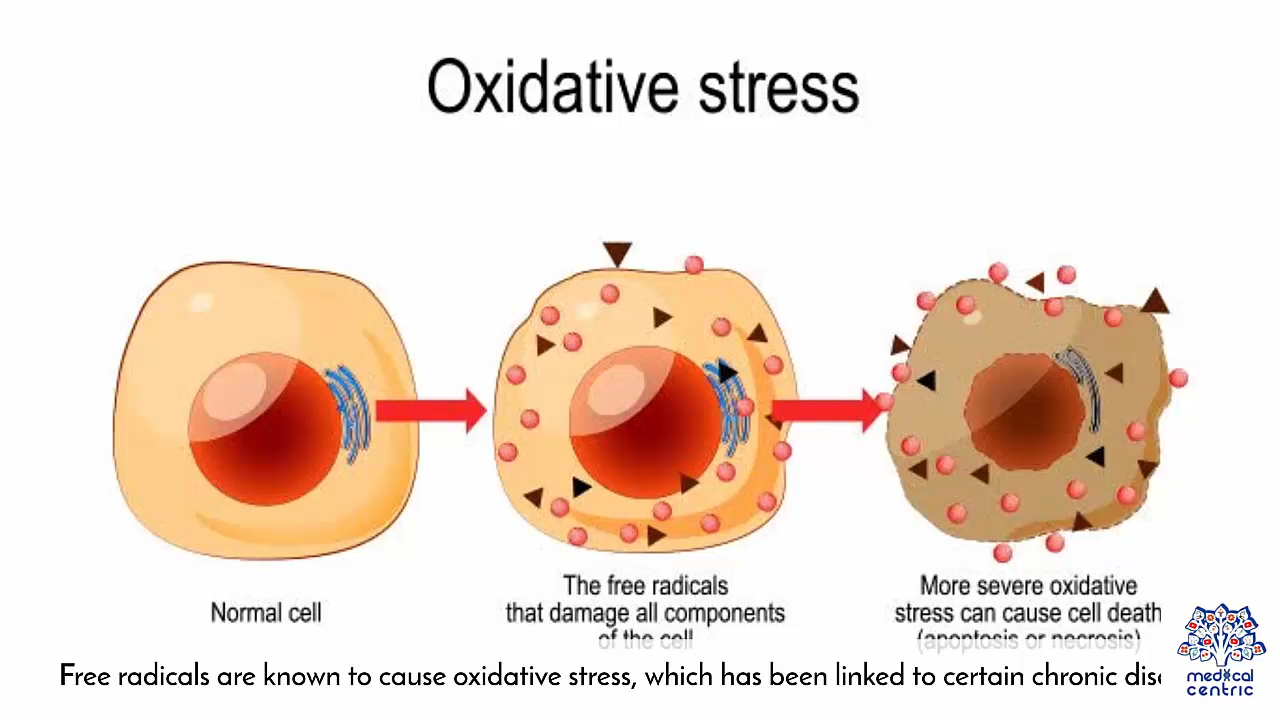 Oxidative stress
Normal cell
The free radicals
that damage all components
of the cell
More severe oxidative
stress can cause cell death
(apoptosis or necrosis)
Free radicals are known to cause oxidative stress, which has been linked to certain chronic
medical
centric